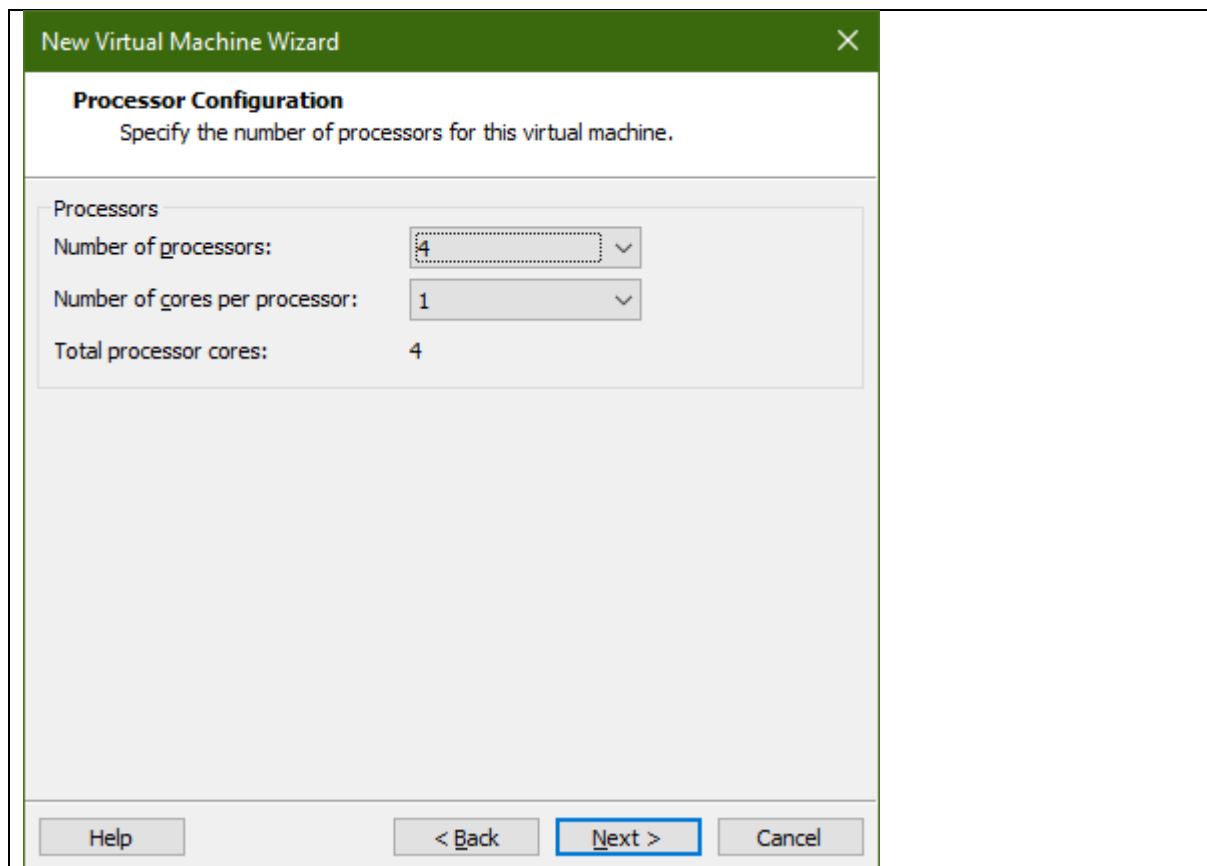 New Virtual Machine Wizard
Processor Configuration
Specify the number of processors for this virtual machine.
Processors
Number of processors: 4
Number of cores per processor: 1
Total processor cores: 4
Help < Back Next > Cancel